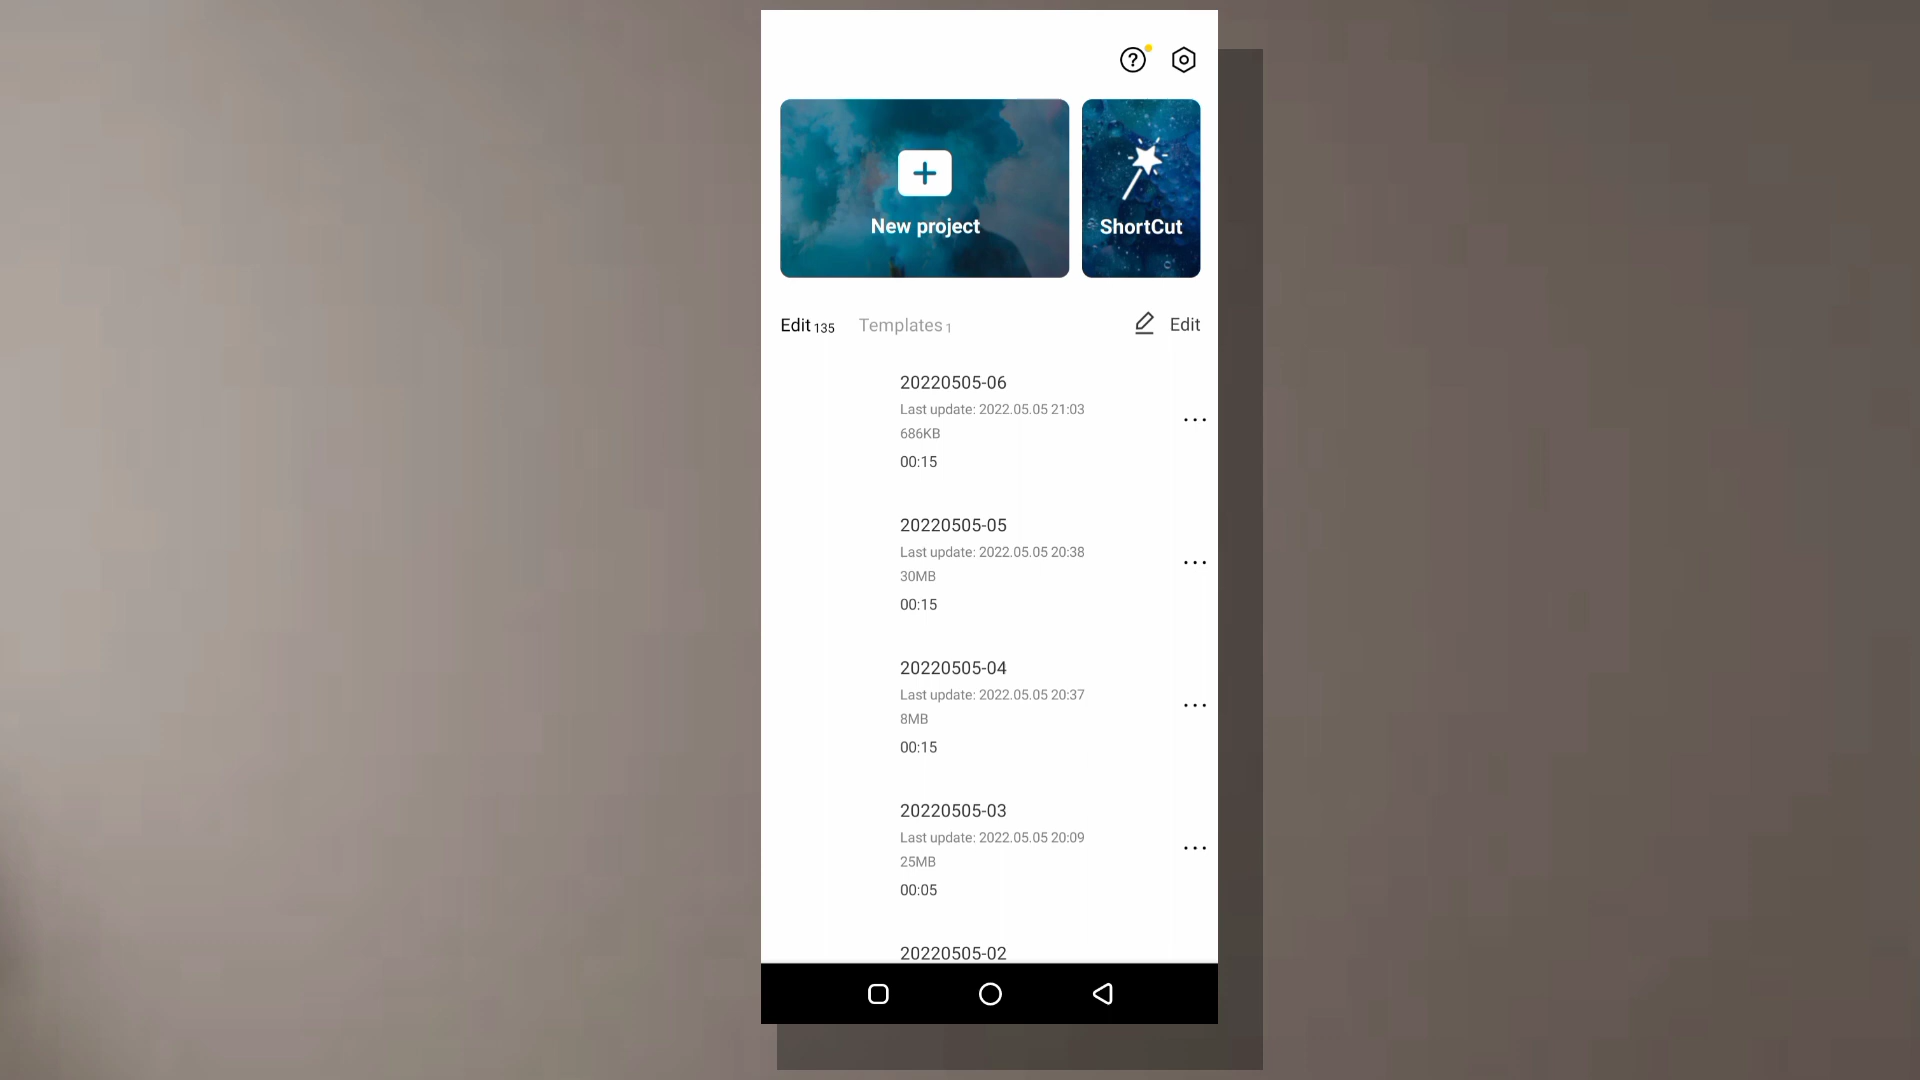 New project
ShortCut
Edit 135
Templates 1
Edit
20220505-06
Last update: 2022.05.05 21:03
686KB
00:15
20220505-05
Last update: 2022.05.05 20:38
30MB
00:15
20220505-04
Last update: 2022.05.05 20:37
8MB
00:15
20220505-03
Last update: 2022.05.05 20:09
25MB
00:05
20220505-02